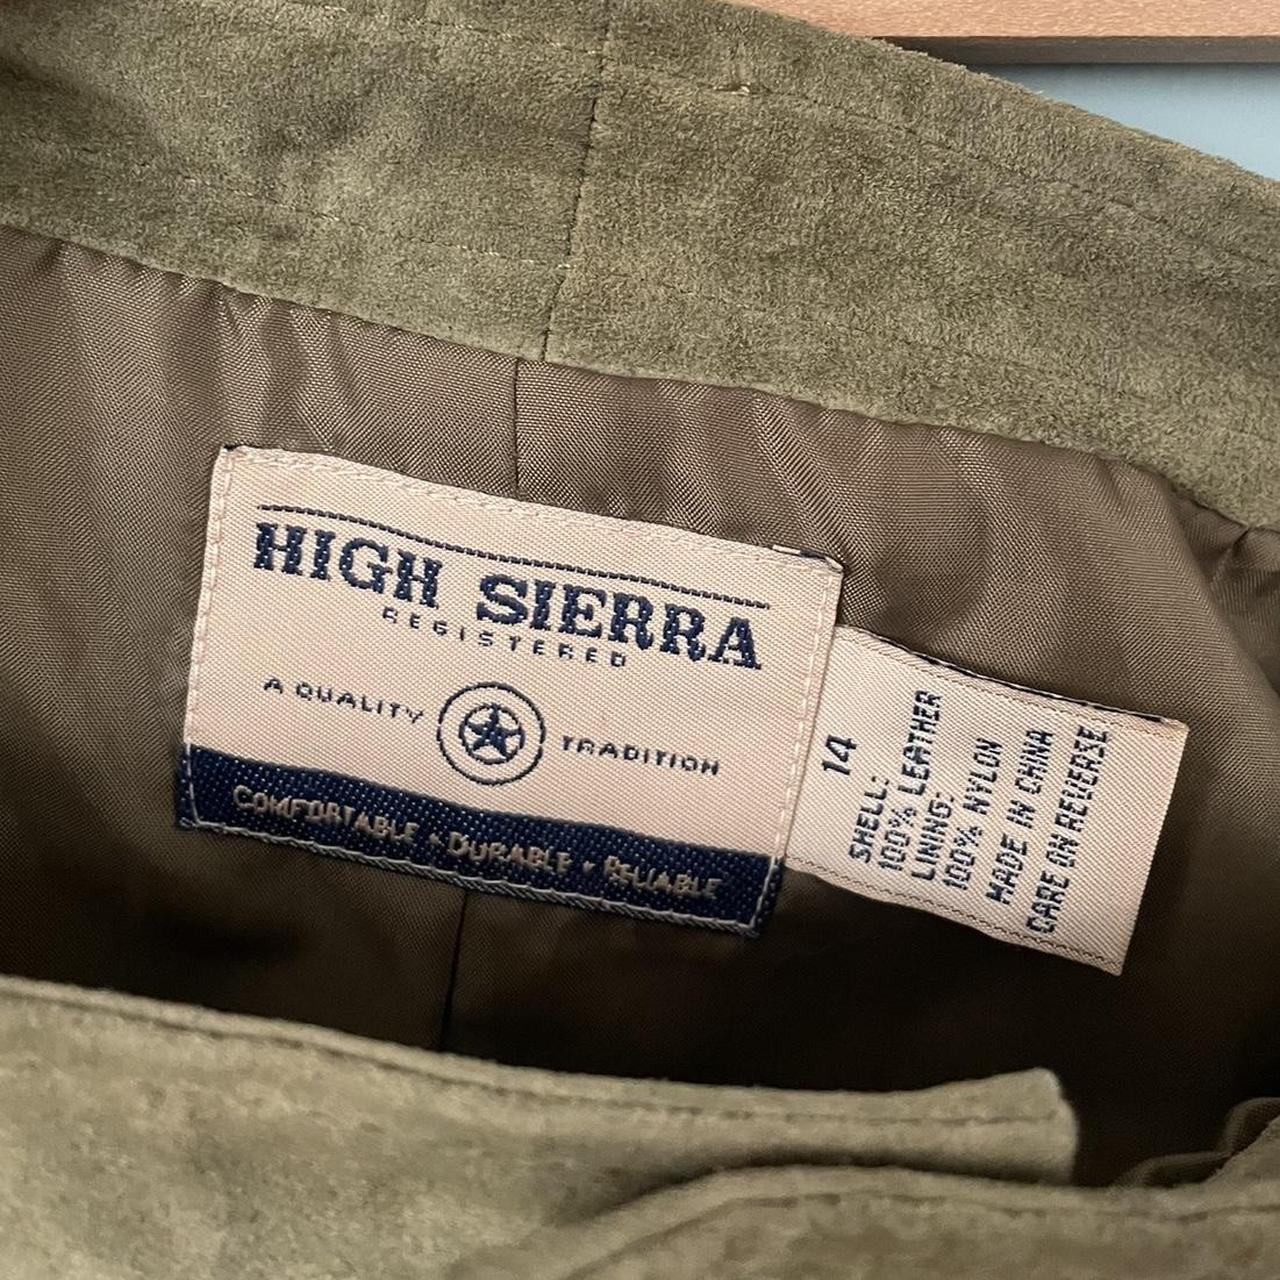 HIGH SIERRA
REGISTERED
A QUALITY TRADITION
COMFORTABLE • DURABLE • RELIABLE
14
SHELL:
100% LEATHER
LINING:
100% NYLON
MADE IN CHINA
CARE ON REVERSE